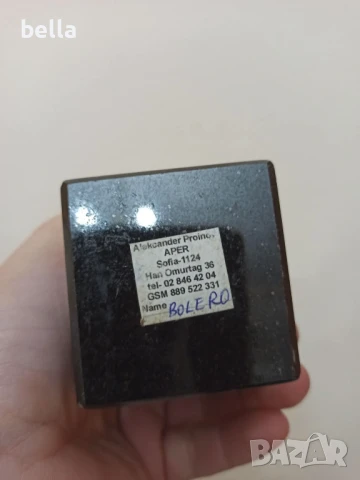 bella
Aleksander Proinov
APER
Sofia-1124
Han Omurtag 36
tel- 02 846 42 04
GSM 889 522 331
Name BOLERO
BAZAR